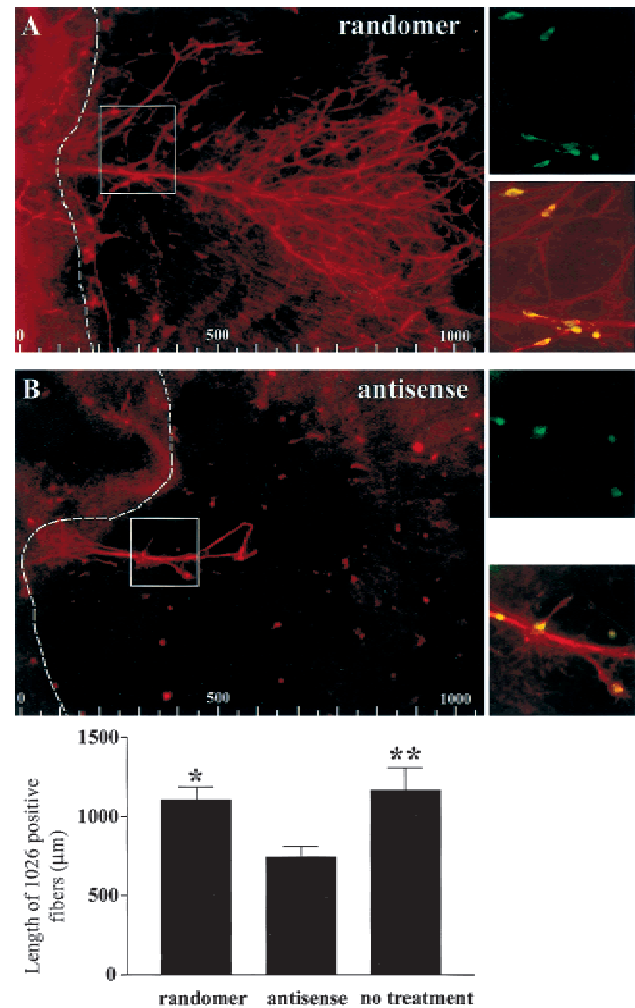 A randomer
0 500 1000
B antisense
0 500 1000
1500
1000
500
0
Length of 1026 positive
fibers (µm)
*
**
randomer antisense no treatment